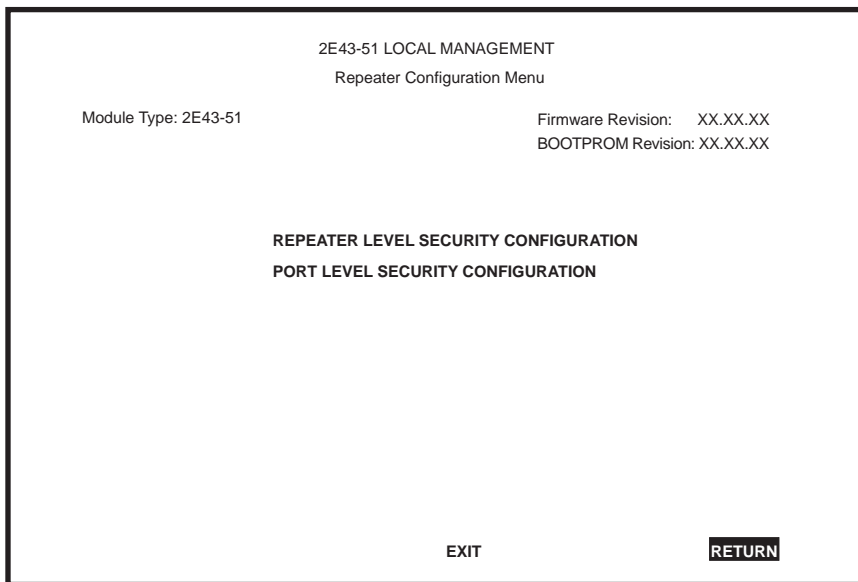 2E43-51 LOCAL MANAGEMENT
Repeater Configuration Menu
Module Type: 2E43-51
Firmware Revision: XX.XX.XX
BOOTPROM Revision: XX.XX.XX
REPEATER LEVEL SECURITY CONFIGURATION
PORT LEVEL SECURITY CONFIGURATION
EXIT RETURN